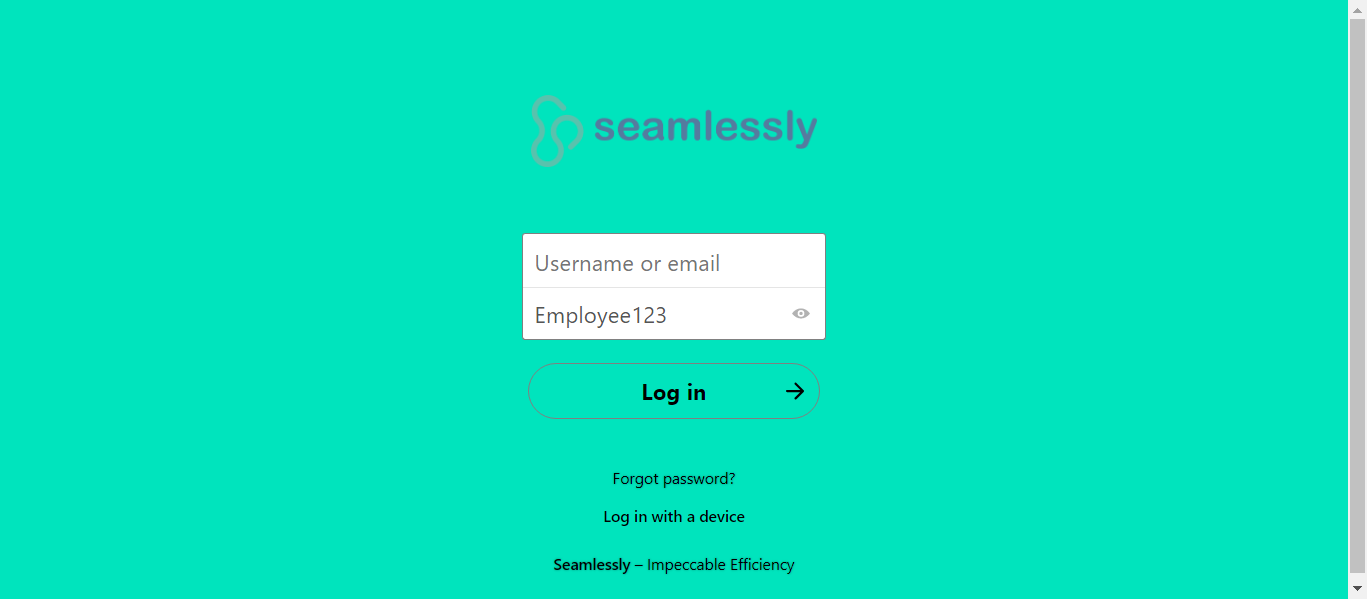 seamlessly
Username or email
Employee123
Log in
Forgot password?
Log in with a device
Seamlessly – Impeccable Efficiency